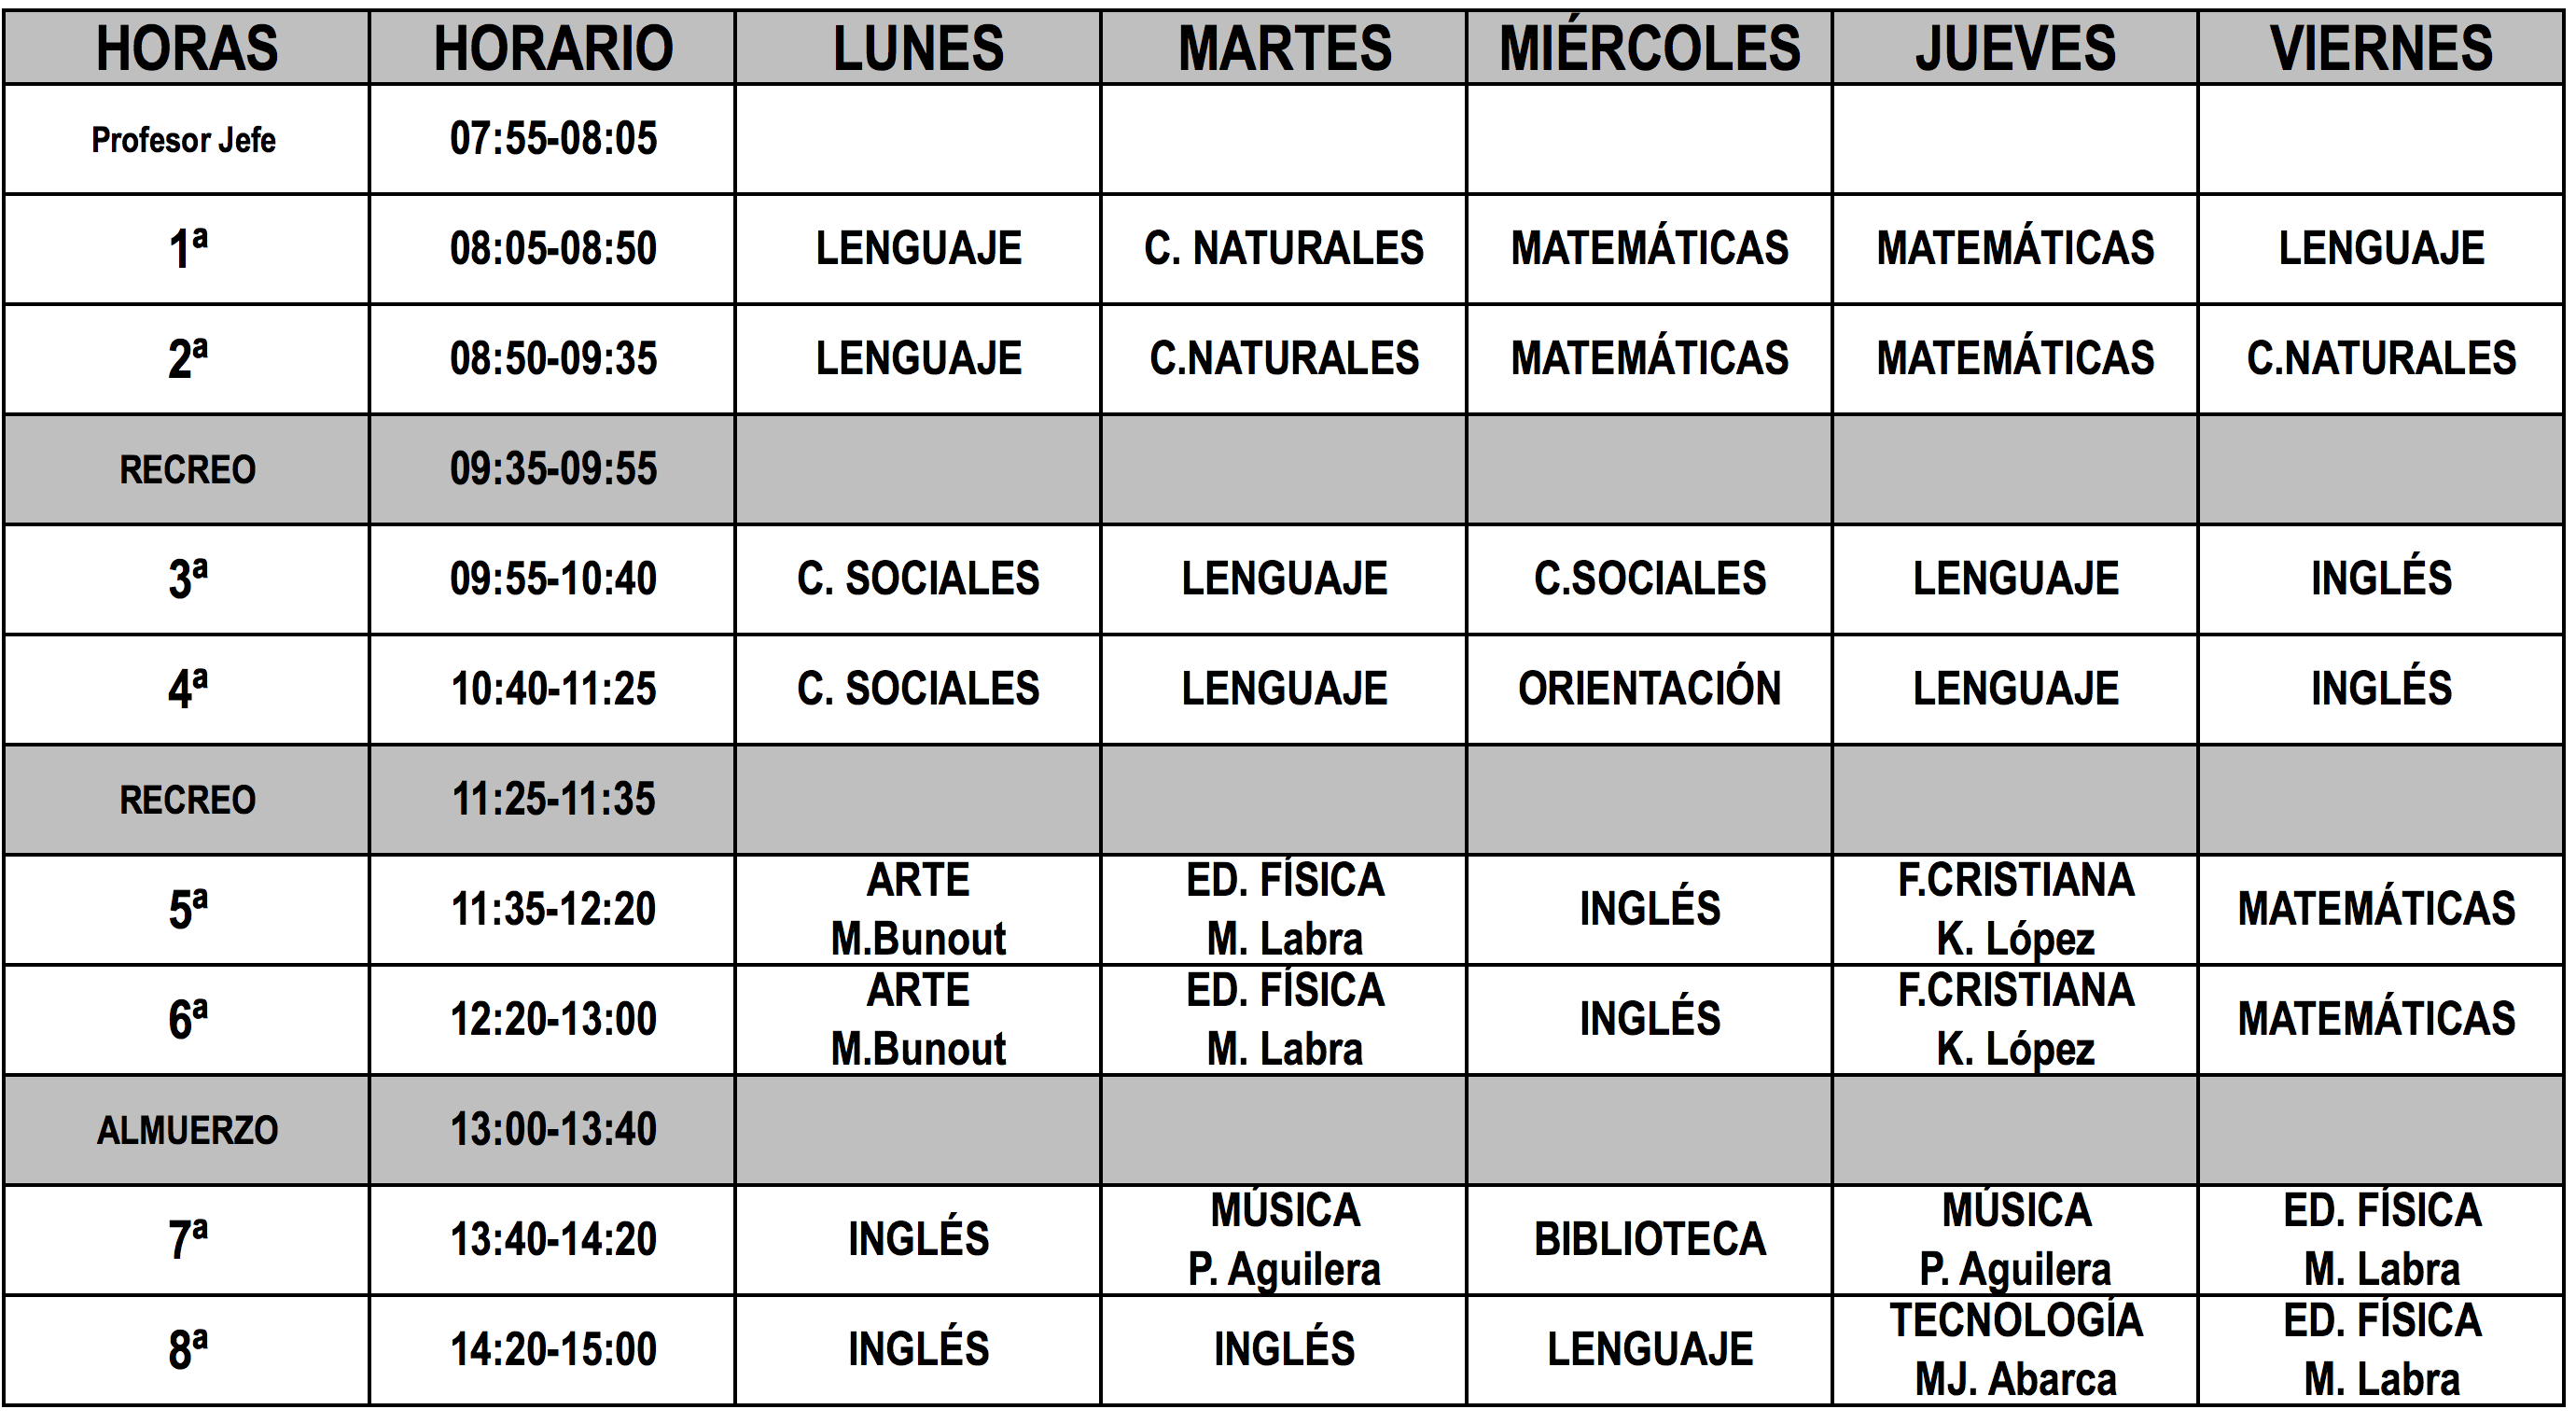 HORAS HORARIO LUNES MARTES MIÉRCOLES JUEVES VIERNES
Profesor Jefe 07:55-08:05
1ª 08:05-08:50 LENGUAJE C. NATURALES MATEMÁTICAS MATEMÁTICAS LENGUAJE
2ª 08:50-09:35 LENGUAJE C.NATURALES MATEMÁTICAS MATEMÁTICAS C.NATURALES
RECREO 09:35-09:55
3ª 09:55-10:40 C. SOCIALES LENGUAJE C.SOCIALES LENGUAJE INGLÉS
4ª 10:40-11:25 C. SOCIALES LENGUAJE ORIENTACIÓN LENGUAJE INGLÉS
RECREO 11:25-11:35
5ª 11:35-12:20 ARTE ED. FÍSICA INGLÉS F.CRISTIANA MATEMÁTICAS
M.Bunout M. Labra K. López
6ª 12:20-13:00 ARTE ED. FÍSICA INGLÉS F.CRISTIANA MATEMÁTICAS
M.Bunout M. Labra K. López
ALMUERZO 13:00-13:40
7ª 13:40-14:20 INGLÉS MÚSICA BIBLIOTECA MÚSICA ED. FÍSICA
P. Aguilera P. Aguilera M. Labra
8ª 14:20-15:00 INGLÉS INGLÉS LENGUAJE TECNOLOGÍA ED. FÍSICA
MJ. Abarca M. Labra